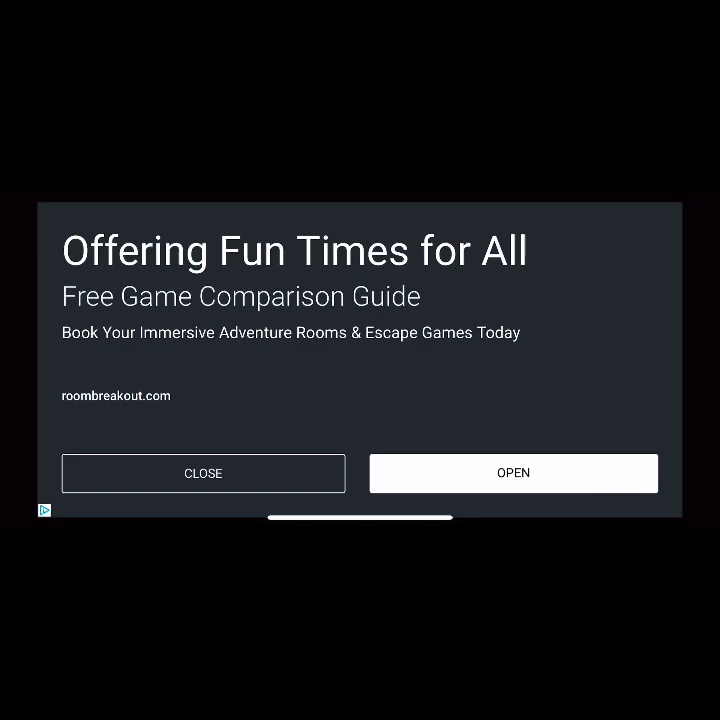 Offering Fun Times for All
Free Game Comparison Guide
Book Your Immersive Adventure Rooms & Escape Games Today
roombreakout.com
CLOSE
OPEN